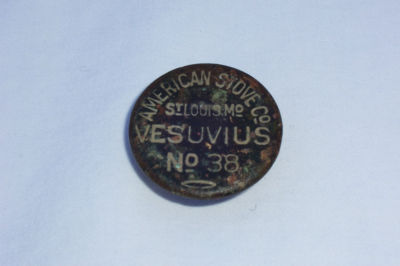 AMERICAN STOVE CO
ST LOUIS. MO
VESUVIUS
NO 38